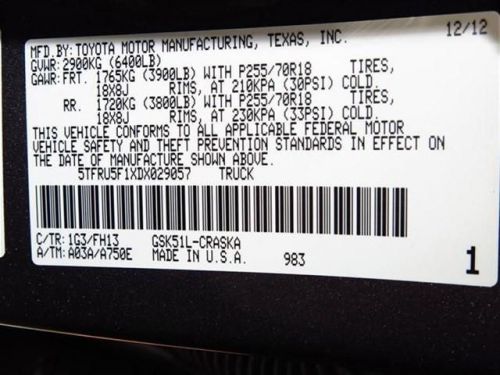 12/12
MFD.BY: TOYOTA MOTOR MANUFACTURING, TEXAS, INC.
GVWR: 2900KG (6400LB)
GAWR: FRT. 1765KG (3900LB) WITH P255/70R18 TIRES,
18X8J RIMS, AT 210KPA (30PSI) COLD.
RR. 1720KG (3800LB) WITH P255/70R18 TIRES,
18X8J RIMS, AT 230KPA (33PSI) COLD.
THIS VEHICLE CONFORMS TO ALL APPLICABLE FEDERAL MOTOR
VEHICLE SAFETY AND THEFT PREVENTION STANDARDS IN EFFECT ON
THE DATE OF MANUFACTURE SHOWN ABOVE.
5TFRU5F1XDX029057 TRUCK
C/TR: 1G3/FH13 GSK51L-CRASKA
A/TM: A03A/A750E MADE IN U.S.A. 983
1